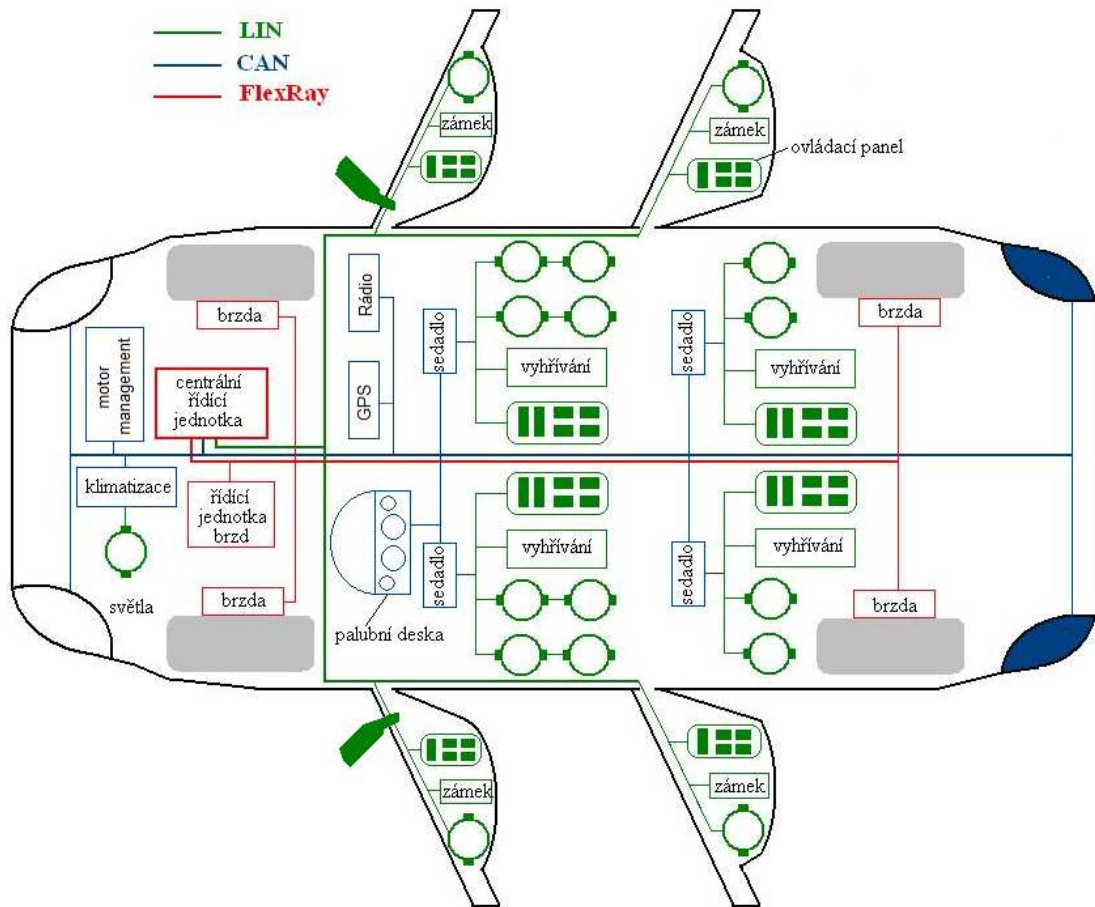 LIN
CAN
FlexRay
zámek
zámek
ovládací panel
brzda
Rádio
sedadlo
vyhřívání
sedadlo
vyhřívání
brzda
motor
management
centrální
řídící
jednotka
GPS
klimatizace
řídící
jednotka
brzd
sedadlo
vyhřívání
sedadlo
vyhřívání
světla
brzda
palubní deska
brzda
zámek
zámek